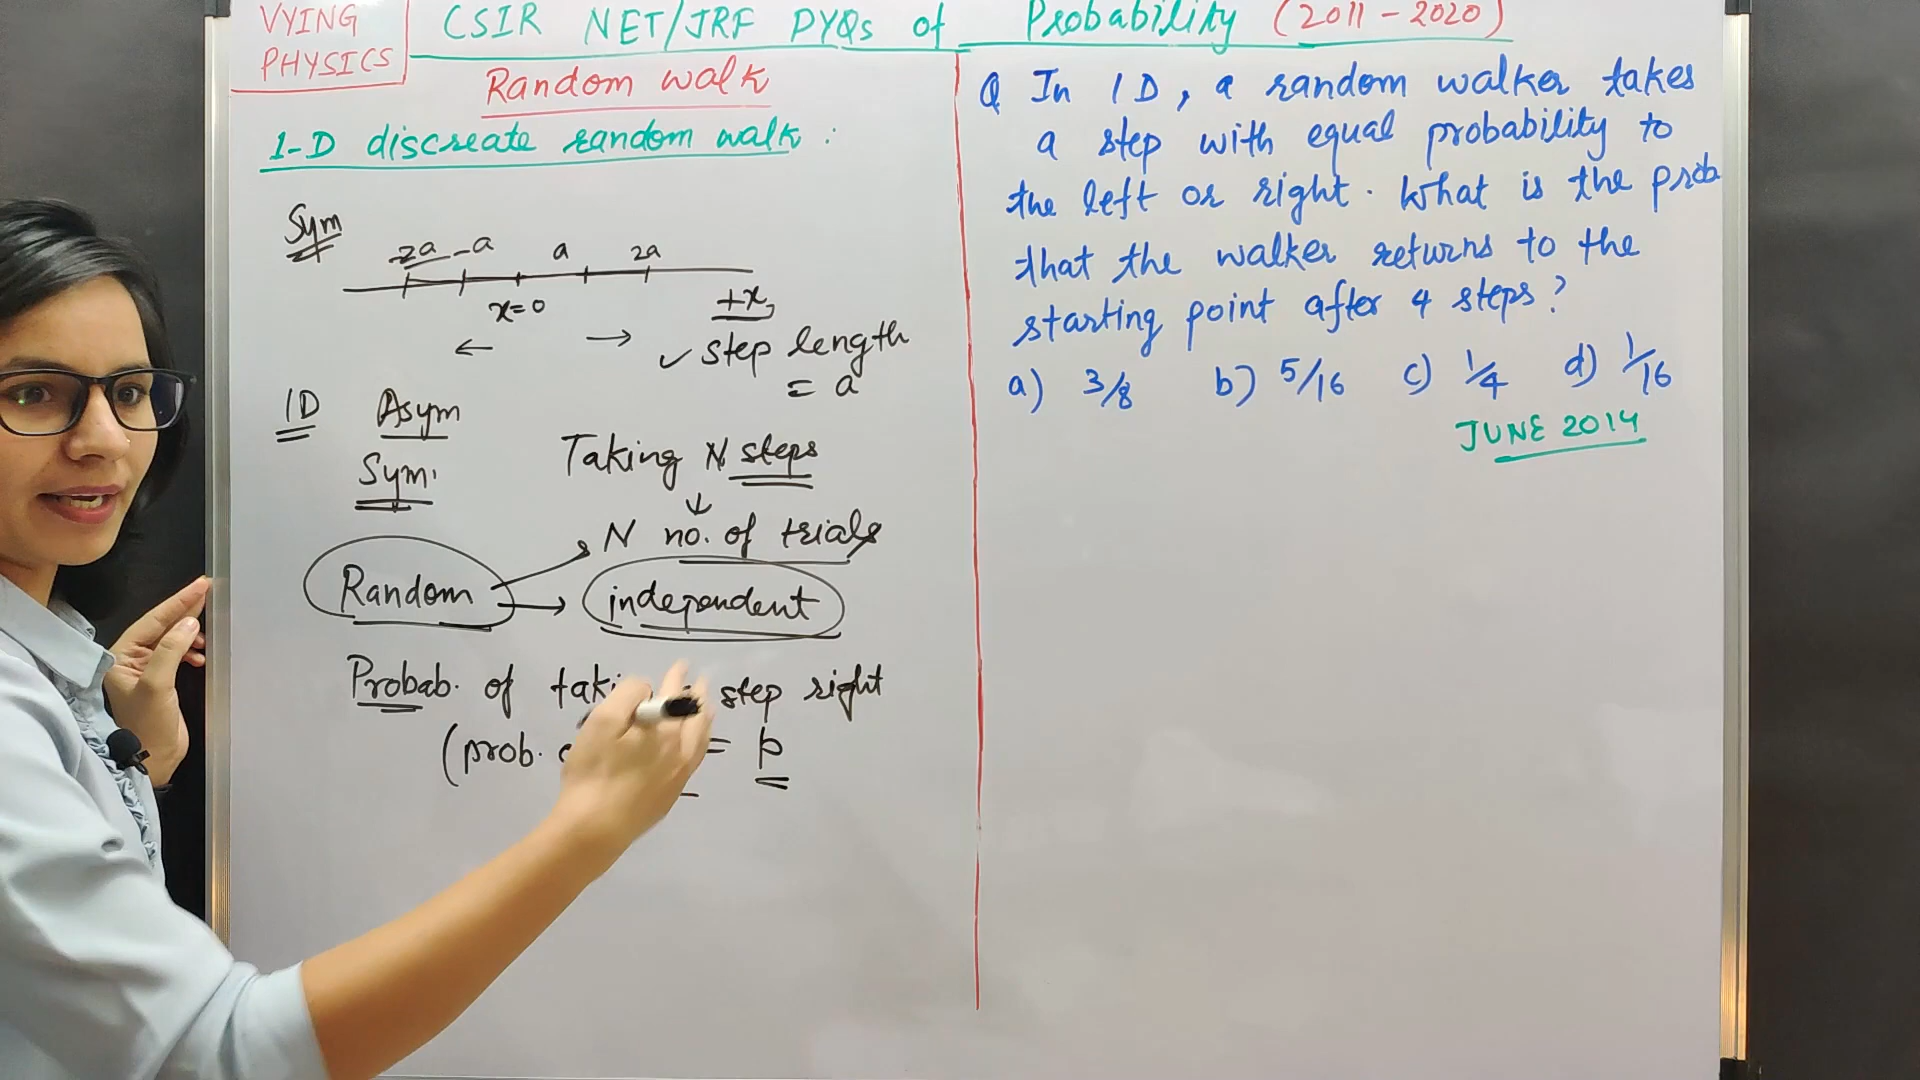 VYING
PHYSICS
CSIR NET/JRF PYQs of Probability (2011-2020)
Random walk
1-D discreate random walk :
Sym
-2a -a a 2a
x=0
+x,
← →
✓ step length
= a
1D Asym
Sym.
Taking N steps
↓
N no. of trials
Random → independent
Probab. of step right
(prob. = p
Q In 1D, a random walker takes
a step with equal probability to
the left or right. What is the prob
that the walker returns to the
starting point after 4 steps?
a) 3/8 b) 5/16 c) 1/4 d) 1/16
JUNE 2014